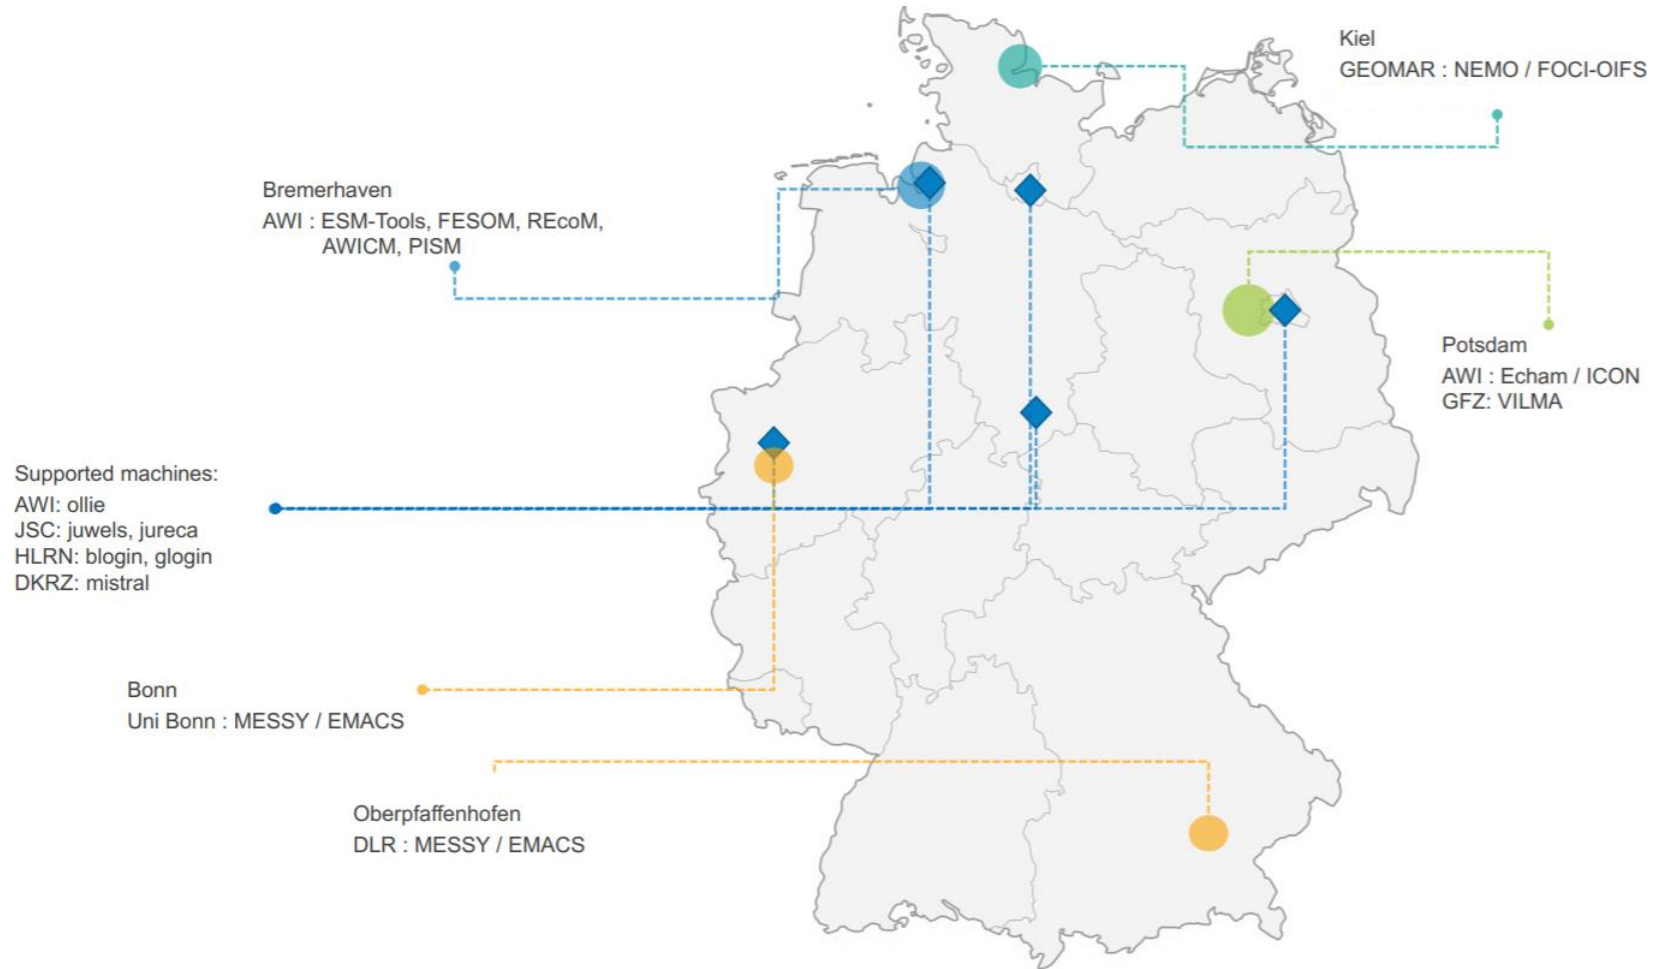 Kiel
GEOMAR : NEMO / FOCI-OIFS
Bremerhaven
AWI : ESM-Tools, FESOM, REcoM,
AWICM, PISM
Potsdam
AWI : Echam / ICON
GFZ: VILMA
Supported machines:
AWI: ollie
JSC: juwels, jureca
HLRN: blogin, glogin
DKRZ: mistral
Bonn
Uni Bonn : MESSY / EMACS
Oberpfaffenhofen
DLR : MESSY / EMACS